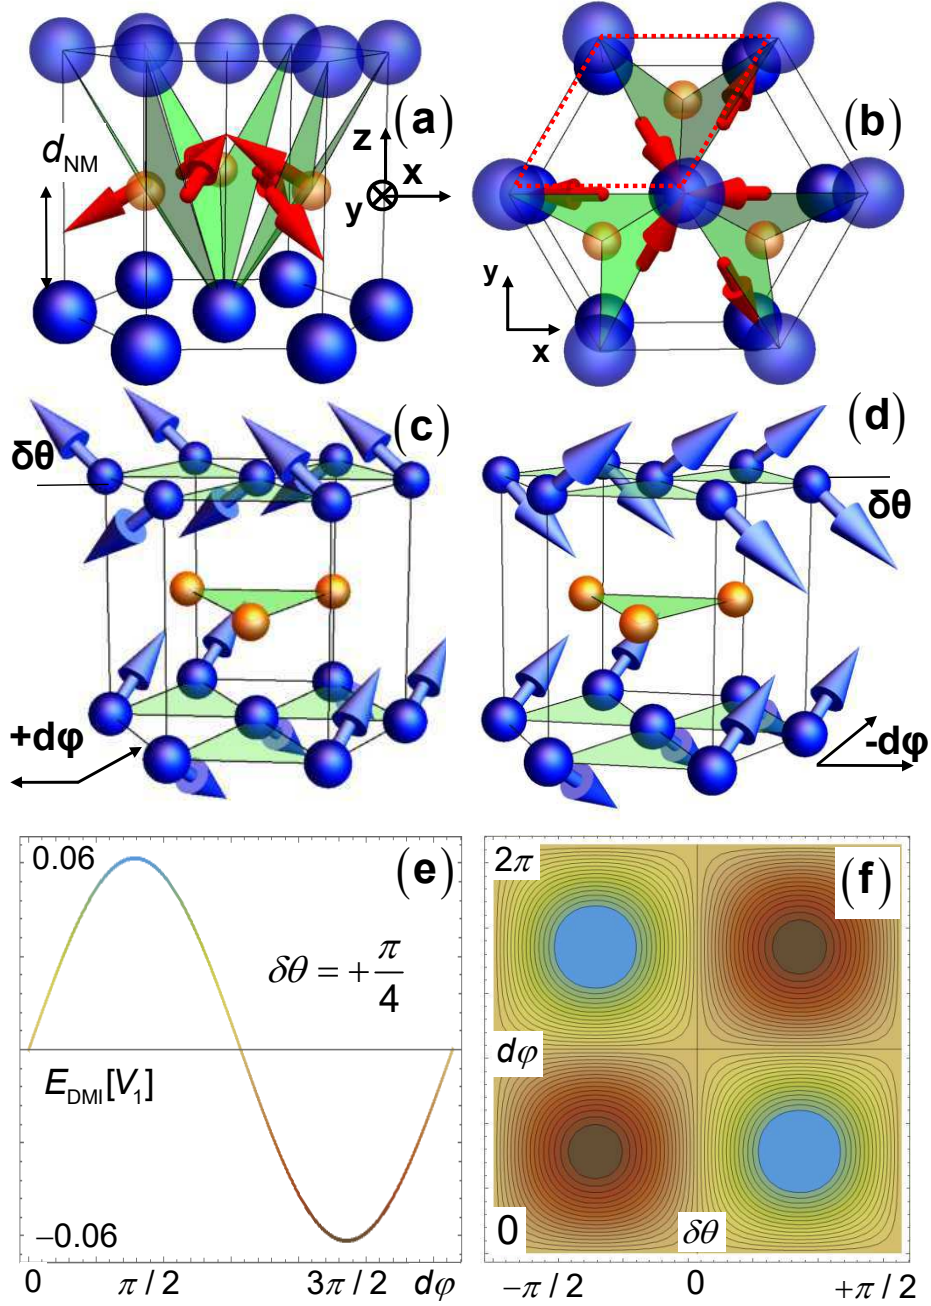 (a)
d_NM
z
x
y
(b)
y
x
(c)
δθ
+dφ
(d)
δθ
-dφ
0.06
(e)
δθ = +π/4
E_DMI[V_1]
−0.06
0
π / 2
3π / 2
dφ
2π
(f)
dφ
0
δθ
−π / 2
0
+π / 2